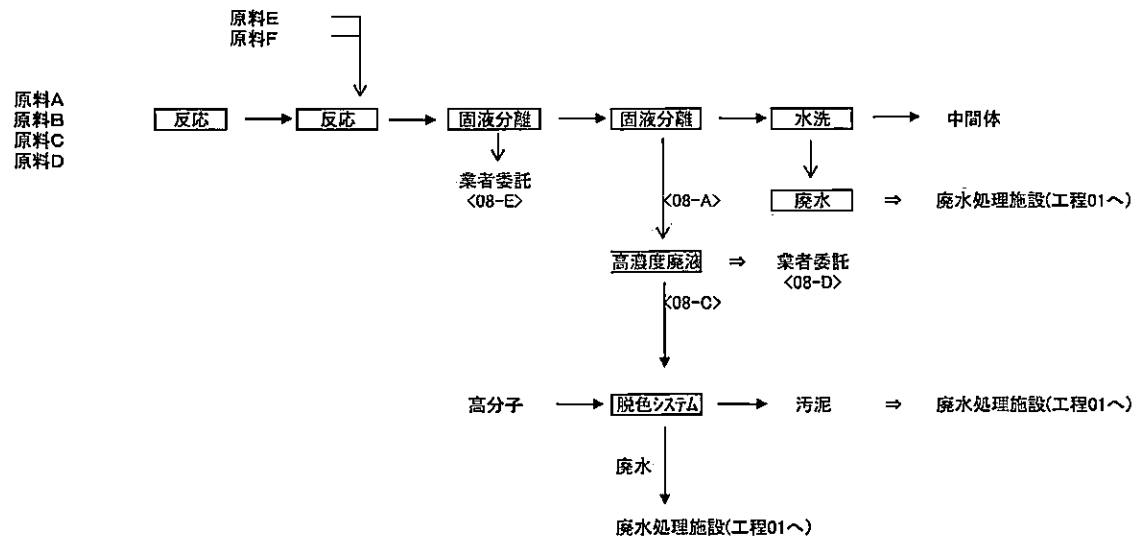 原料E
原料F
原料A
原料B
原料C
原料D
反応
反応
固液分離
固液分離
水洗
中間体
業者委託
<08-E>
<08-A>
廃水
⇒
廃水処理施設(工程01へ)
高濃度廃液
⇒
業者委託
<08-D>
<08-C>
高分子
脱色システム
汚泥
⇒
廃水処理施設(工程01へ)
廃水
廃水処理施設(工程01へ)